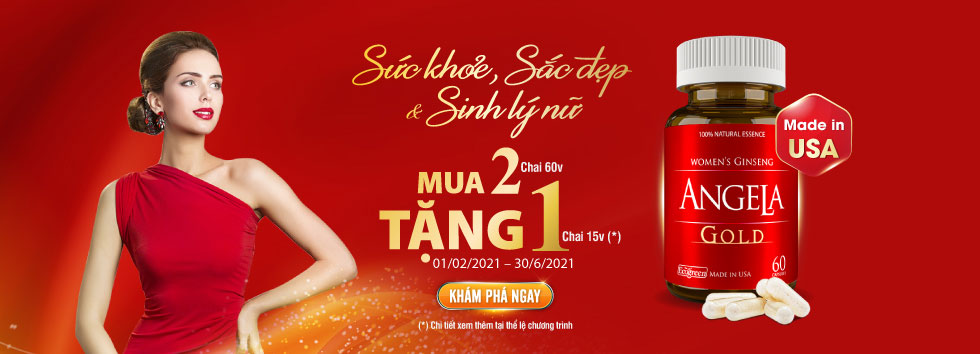 Sức khỏe, Sắc đẹp
& Sinh lý nữ
MUA 2 Chai 60v
TẶNG 1 Chai 15v (*)
01/02/2021 – 30/6/2021
KHÁM PHÁ NGAY
(*) Chi tiết xem thêm tại thể lệ chương trình
100% NATURAL ESSENCE
WOMEN'S GINSENG
ANGELA
GOLD
Ecogreen MADE IN USA
60
CAPSULES
Made in
USA